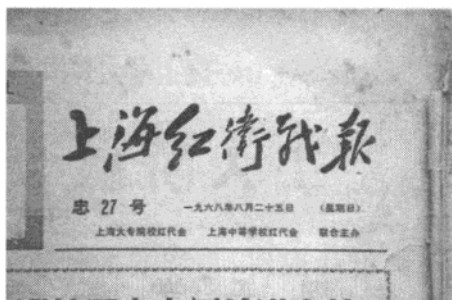 上海红衛战报
忠 27 号 一九六八年八月二十五日 (星期日)
上海大专院校红代会 上海中等学校红代会 联合主办